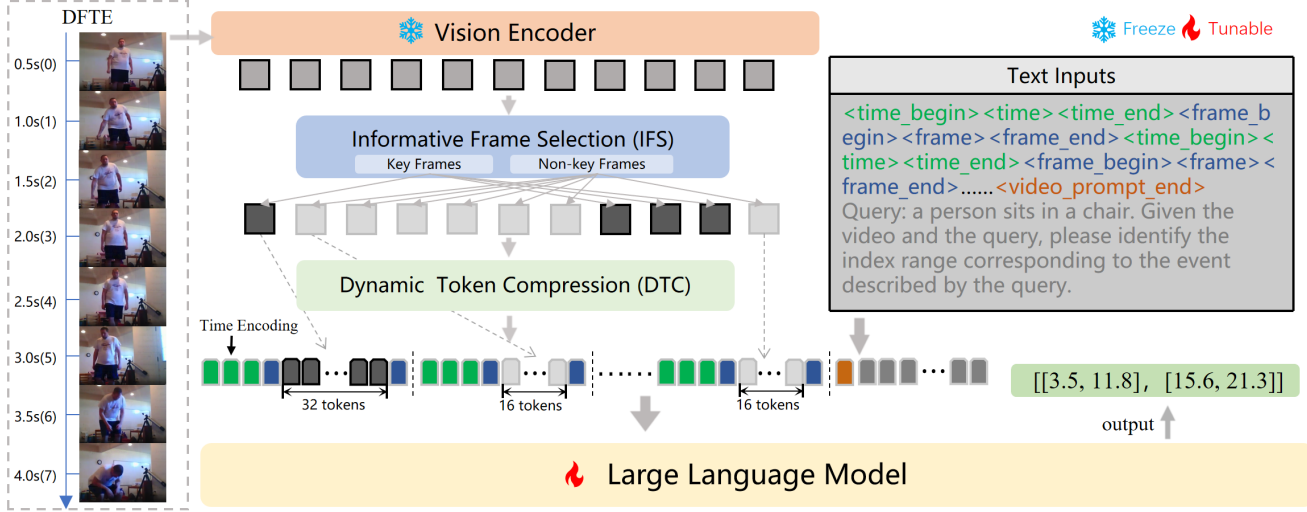 DFTE
0.5s(0)
1.0s(1)
1.5s(2)
2.0s(3)
2.5s(4)
3.0s(5)
3.5s(6)
4.0s(7)
Vision Encoder
Informative Frame Selection (IFS)
Key Frames
Non-key Frames
Dynamic Token Compression (DTC)
Time Encoding
32 tokens
16 tokens
16 tokens
Freeze
Tunable
Text Inputs
<time_begin><time><time_end><frame_b
egin><frame><frame_end><time_begin><
time><time_end><frame_begin><frame><
frame_end>......<video_prompt_end>
Query: a person sits in a chair. Given the
video and the query, please identify the
index range corresponding to the event
described by the query.
[[3.5, 11.8], [15.6, 21.3]]
output
Large Language Model